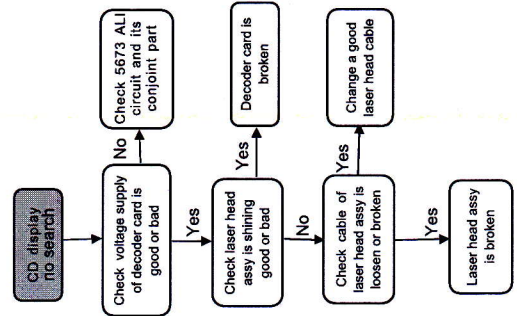 CD display
no search
Check voltage supply
of decoder card is
good or bad
No
Check 5673 ALI
circuit and its
conjoint part
Yes
Check laser head
assy is shining
good or bad
Yes
Decoder card is
broken
No
Check cable of
laser head assy is
loosen or broken
Yes
Change a good
laser head cable
Yes
Laser head assy
is broken